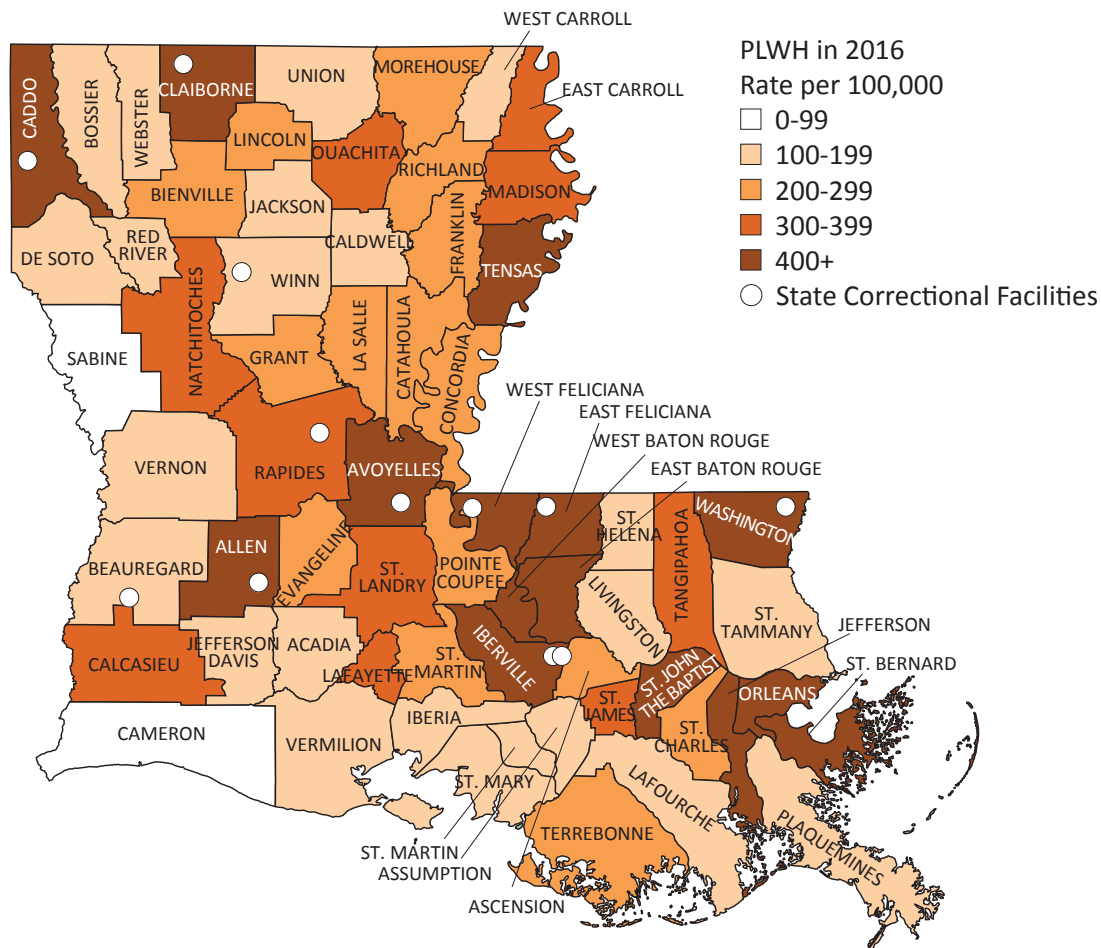 WEST CARROLL
PLWH in 2016
Rate per 100,000
0-99
100-199
200-299
300-399
400+
State Correctional Facilities
CADDO
BOSSIER
WEBSTER
CLAIBORNE
UNION
MOREHOUSE
EAST CARROLL
LINCOLN
OUACHITA
RICHLAND
MADISON
BIENVILLE
JACKSON
DE SOTO
RED
RIVER
CALDWELL
FRANKLIN
TENSAS
WINN
NATCHITOCHES
SABINE
GRANT
LA SALLE
CATAHOULA
CONCORDIA
WEST FELICIANA
EAST FELICIANA
WEST BATON ROUGE
EAST BATON ROUGE
VERNON
RAPIDES
AVOYELLES
ALLEN
BEAUREGARD
EVANGELINE
ST.
LANDRY
POINTE
COUPEE
ST.
HELENA
TANGIPAHOA
WASHINGTON
LIVINGSTON
ST.
TAMMANY
CALCASIEU
JEFFERSON
DAVIS
ACADIA
LAFAYETTE
ST.
MARTIN
IBERVILLE
ST. JOHN
THE BAPTIST
JEFFERSON
ST. BERNARD
ORLEANS
ST.
JAMES
ST.
CHARLES
CAMERON
VERMILION
IBERIA
ST. MARY
LAFOURCHE
PLAQUEMINES
TERREBONNE
ST. MARTIN
ASSUMPTION
ASCENSION